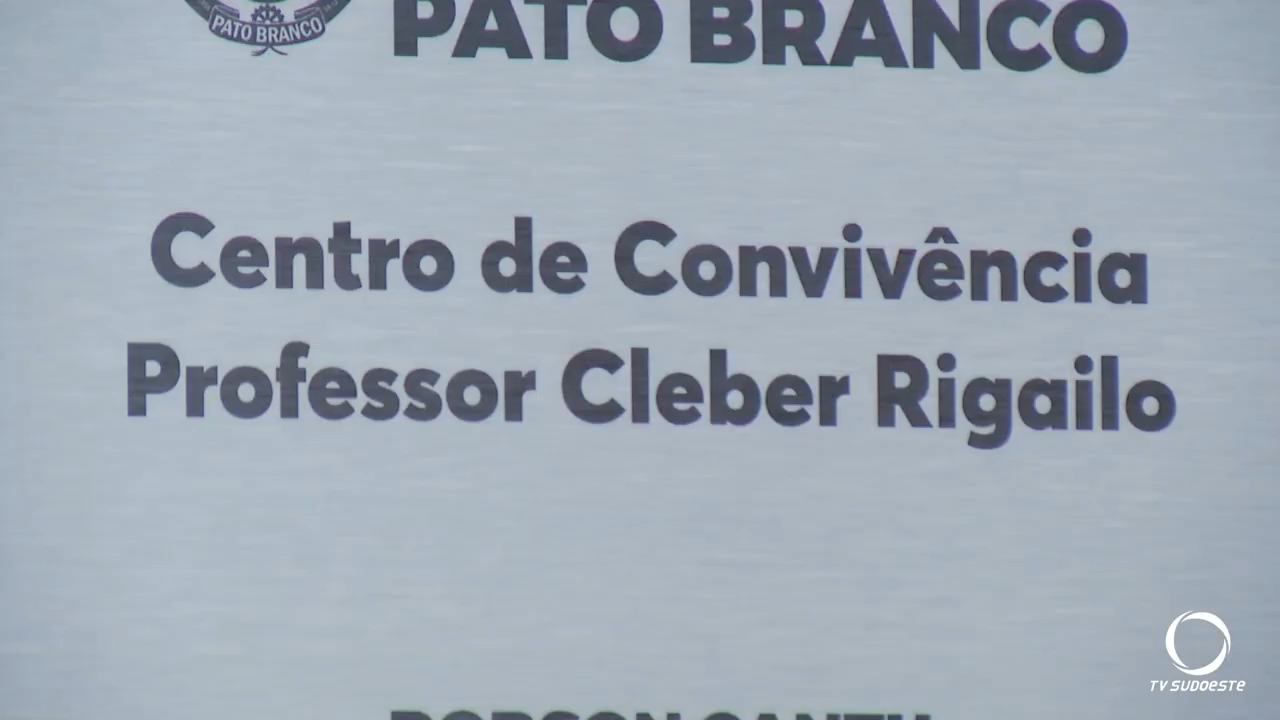 PATO BRANCO
PATO BRANCO
Centro de Convivência
Professor Cleber Rigailo
TV SUDOESTE